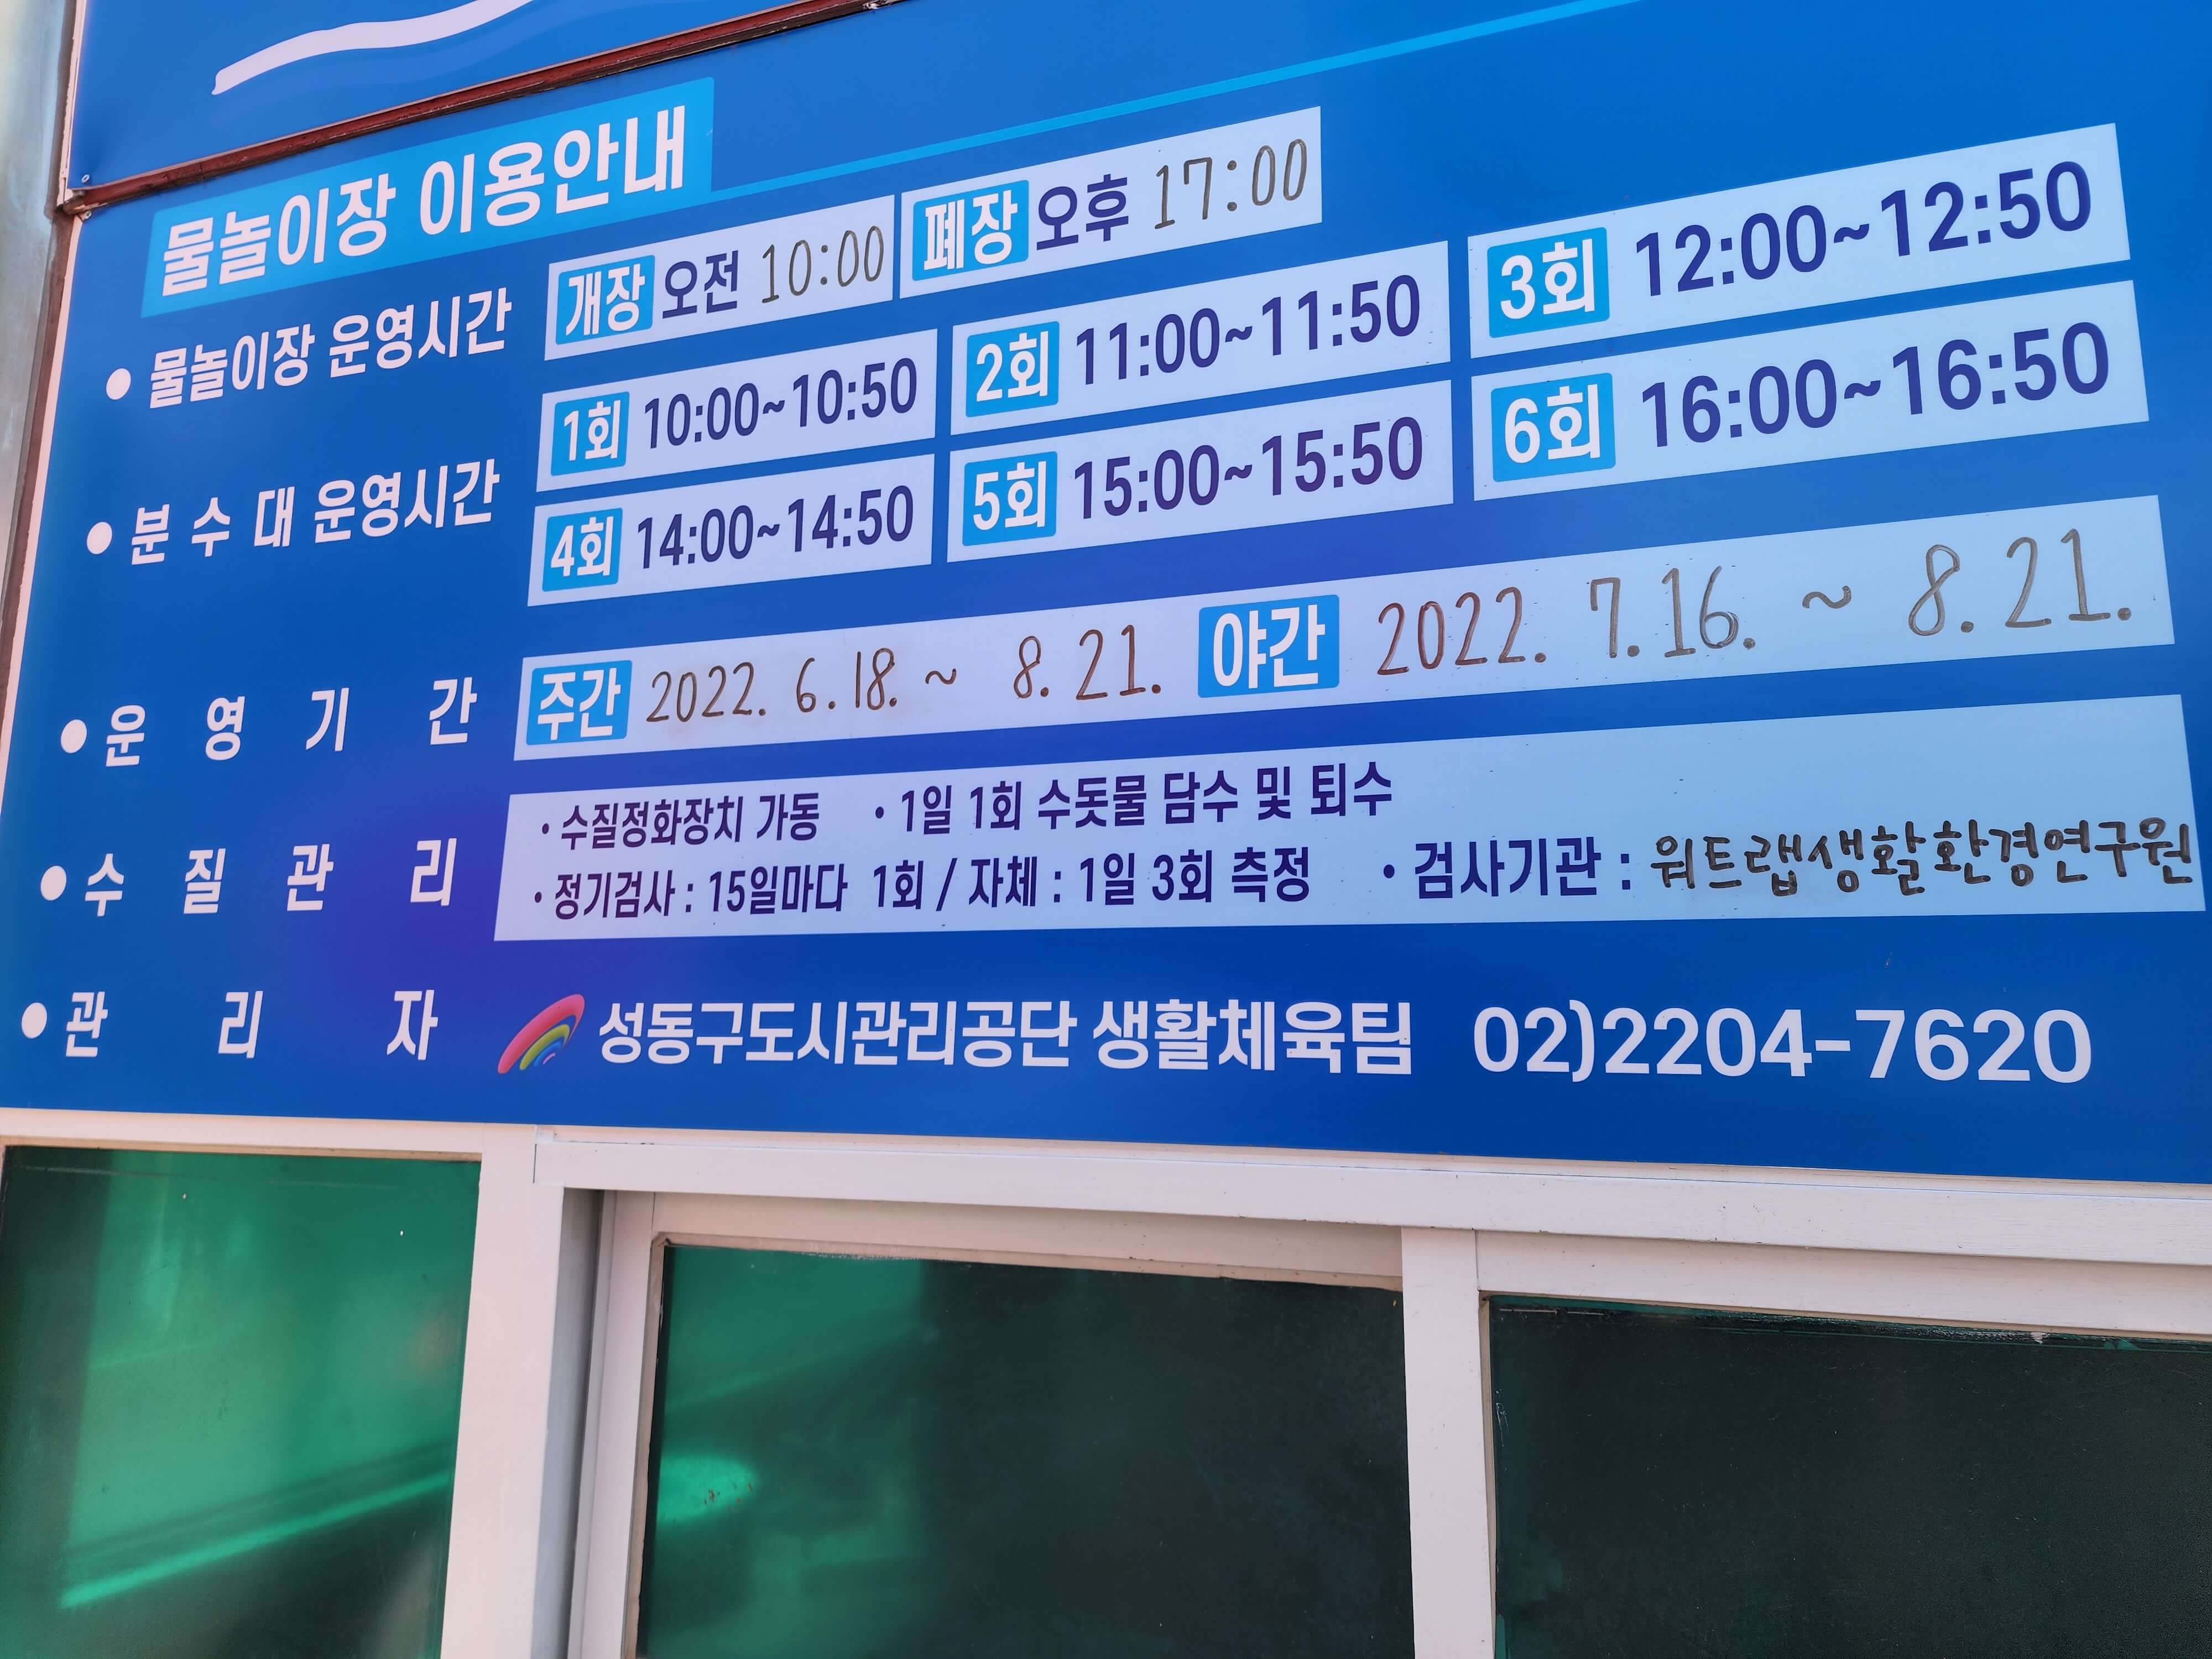 물놀이장 이용안내
● 물놀이장 운영시간 개장 오전 10:00 폐장 오후 17:00
● 분수대 운영시간 1회 10:00~10:50 2회 11:00~11:50 3회 12:00~12:50
4회 14:00~14:50 5회 15:00~15:50 6회 16:00~16:50
● 운영기간 주간 2022. 6.18. ~ 8. 21. 야간 2022. 7.16. ~ 8. 21.
● 수질관리 · 수질정화장치 가동 · 1일 1회 수돗물 담수 및 퇴수
· 정기검사 : 15일마다 1회 / 자체 : 1일 3회 측정 · 검사기관 : 워트랩생활환경연구원
● 관리자 성동구도시관리공단 생활체육팀 02)2204-7620